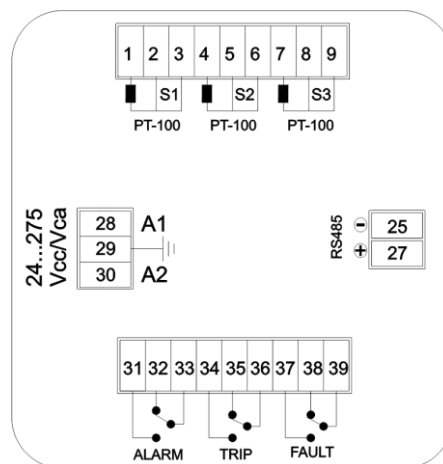 1 2 3 4 5 6 7 8 9
S1 S2 S3
PT-100 PT-100 PT-100
24...275
Vcc/Vca
28 A1
29
30 A2
RS485
- 25
+ 27
31 32 33 34 35 36 37 38 39
ALARM TRIP FAULT